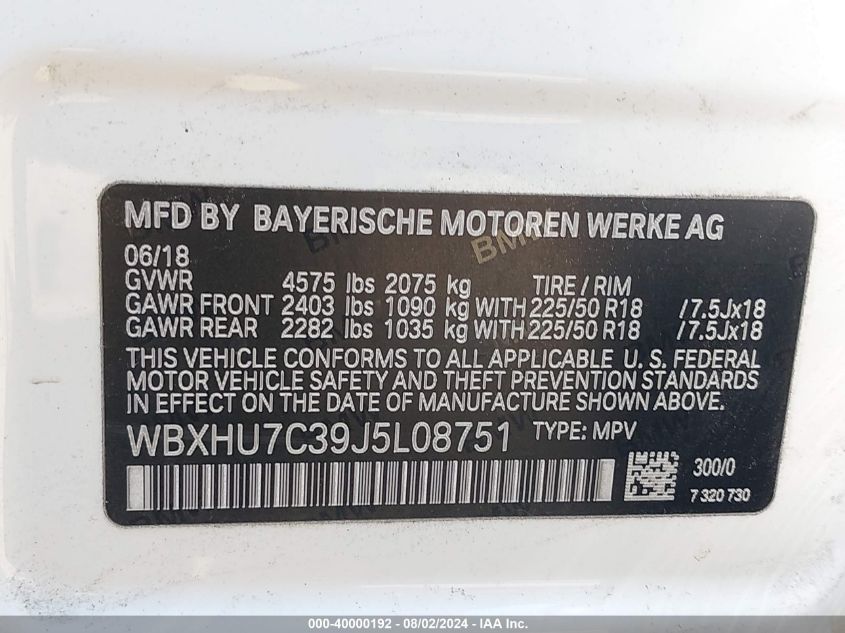 MFD BY BAYERISCHE MOTOREN WERKE AG
06/18
GVWR 4575 lbs 2075 kg TIRE / RIM
GAWR FRONT 2403 lbs 1090 kg WITH 225/50 R18 /7.5Jx18
GAWR REAR 2282 lbs 1035 kg WITH 225/50 R18 /7.5Jx18
THIS VEHICLE CONFORMS TO ALL APPLICABLE U. S. FEDERAL
MOTOR VEHICLE SAFETY AND THEFT PREVENTION STANDARDS
IN EFFECT ON THE DATE OF MANUFACTURE SHOWN ABOVE.
WBXHU7C39J5L08751 TYPE: MPV
300/0
7 320 730
000-40000192 - 08/02/2024 - IAA Inc.